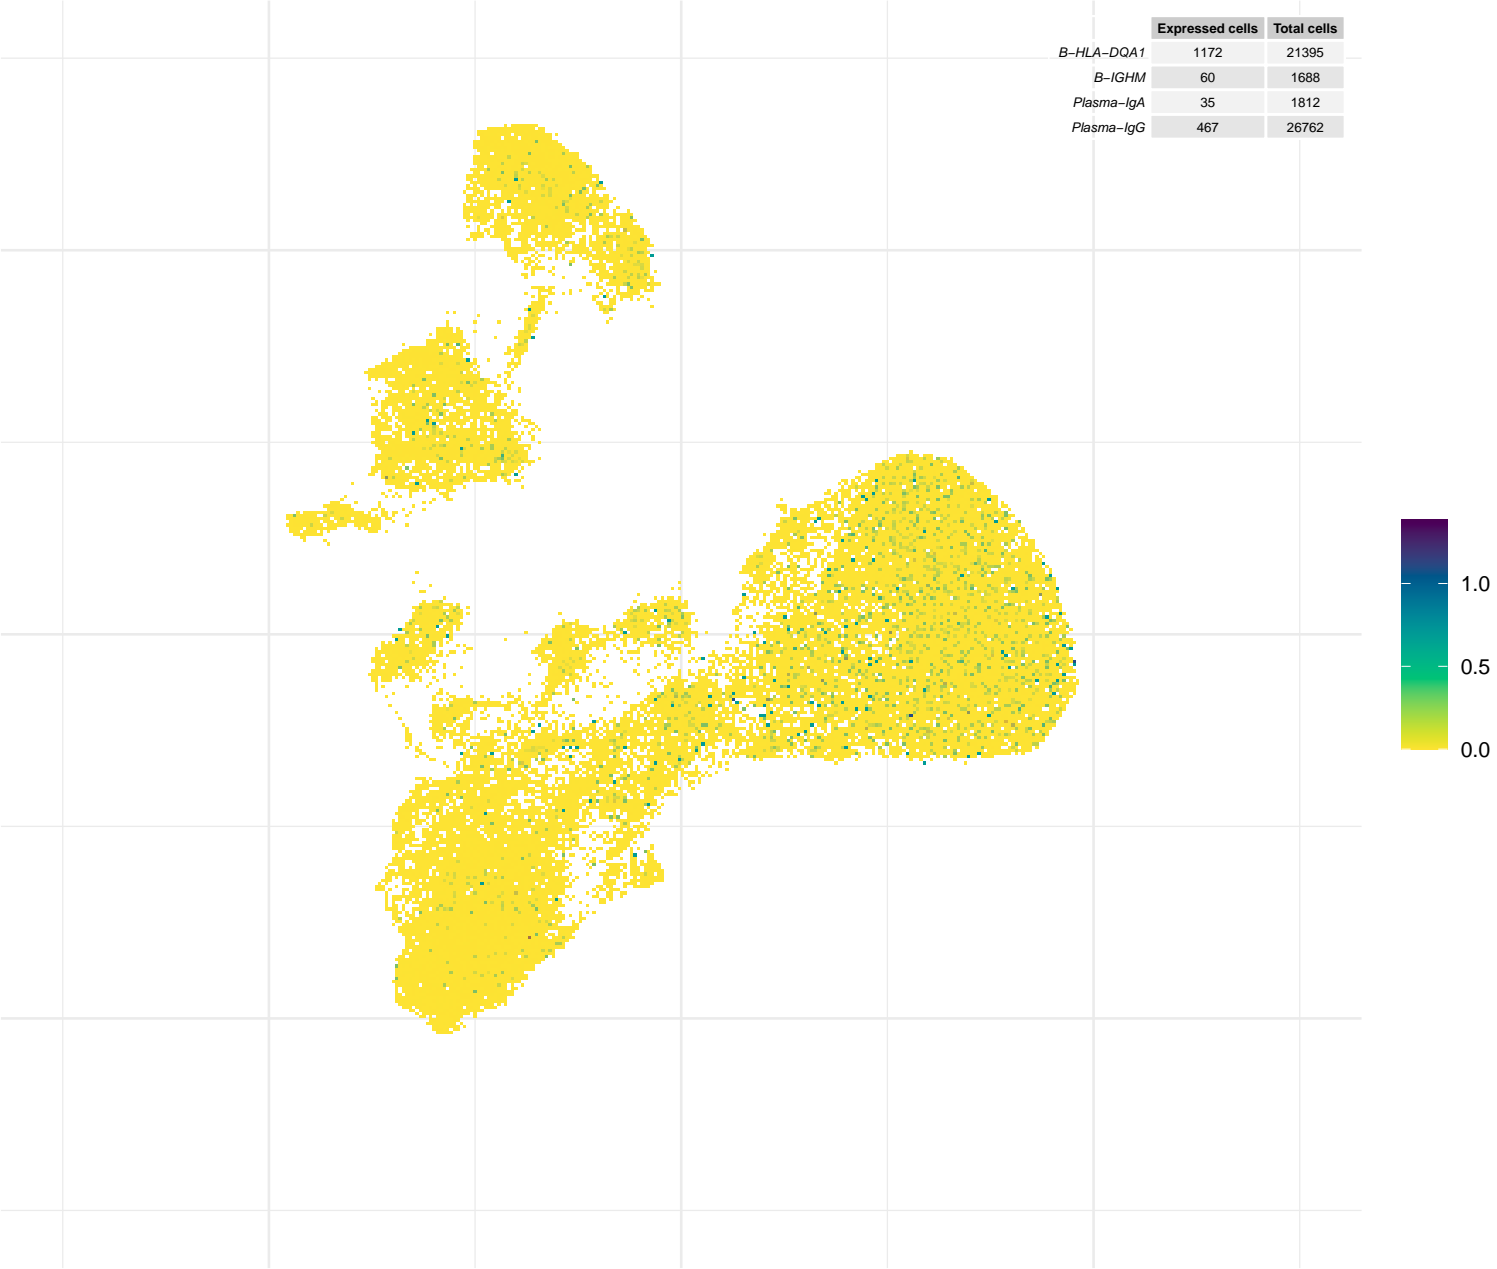 Expressed cells Total cells
B−HLA−DQA1 1172 21395
B−IGHM 60 1688
Plasma−IgA 35 1812
Plasma−IgG 467 26762
1.0
0.5
0.0